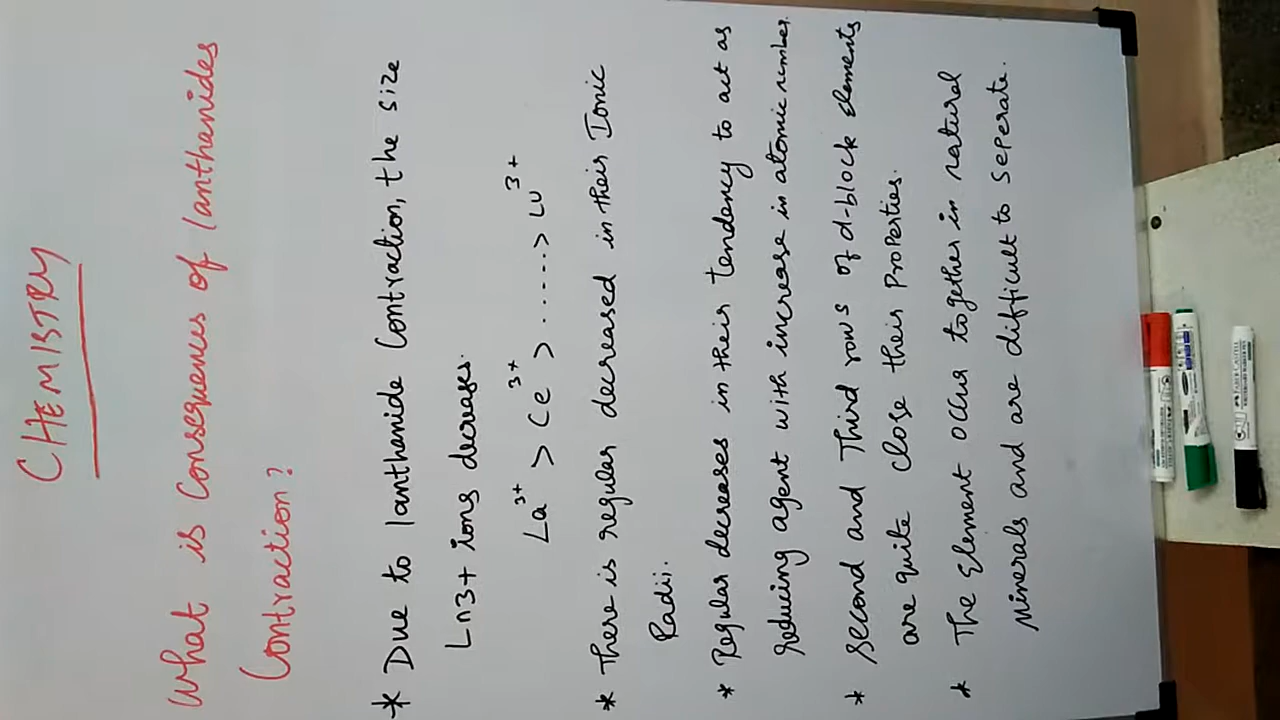 CHEMISTRY
What is Consequences of lanthanides
Contraction?
* Due to lanthanide Contraction, the size
Ln3+ ions decreases.
La³⁺ > Ce³⁺ > ...... > Lu³⁺
* There is regular decreased in their Ionic
Radii.
* Regular decreases in their tendency to act as
reducing agent with increase in atomic number.
* second and Third rows of d-block elements
are quite close their properties.
* The Element occur together in natural
Minerals and are difficult to seperate.